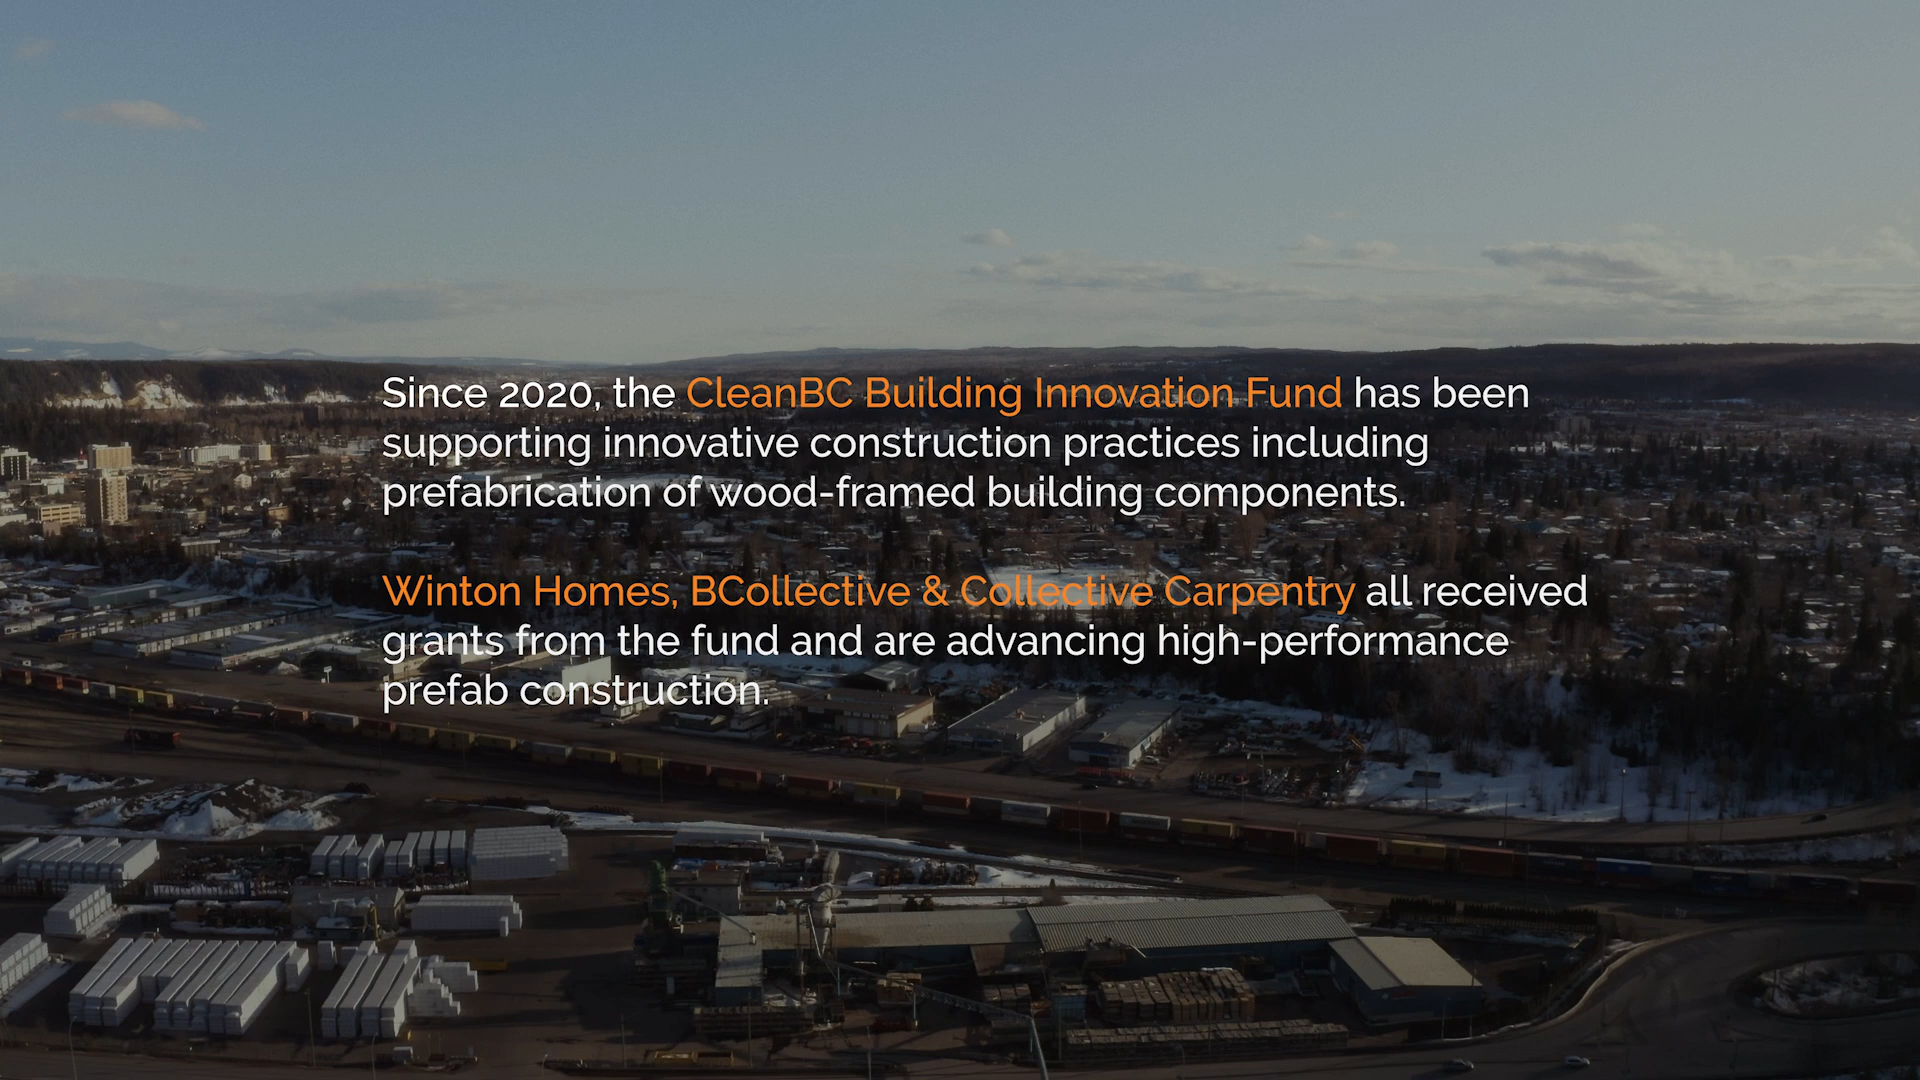 Since 2020, the CleanBC Building Innovation Fund has been
supporting innovative construction practices including
prefabrication of wood-framed building components.
Winton Homes, BCollective & Collective Carpentry all received
grants from the fund and are advancing high-performance
prefab construction.